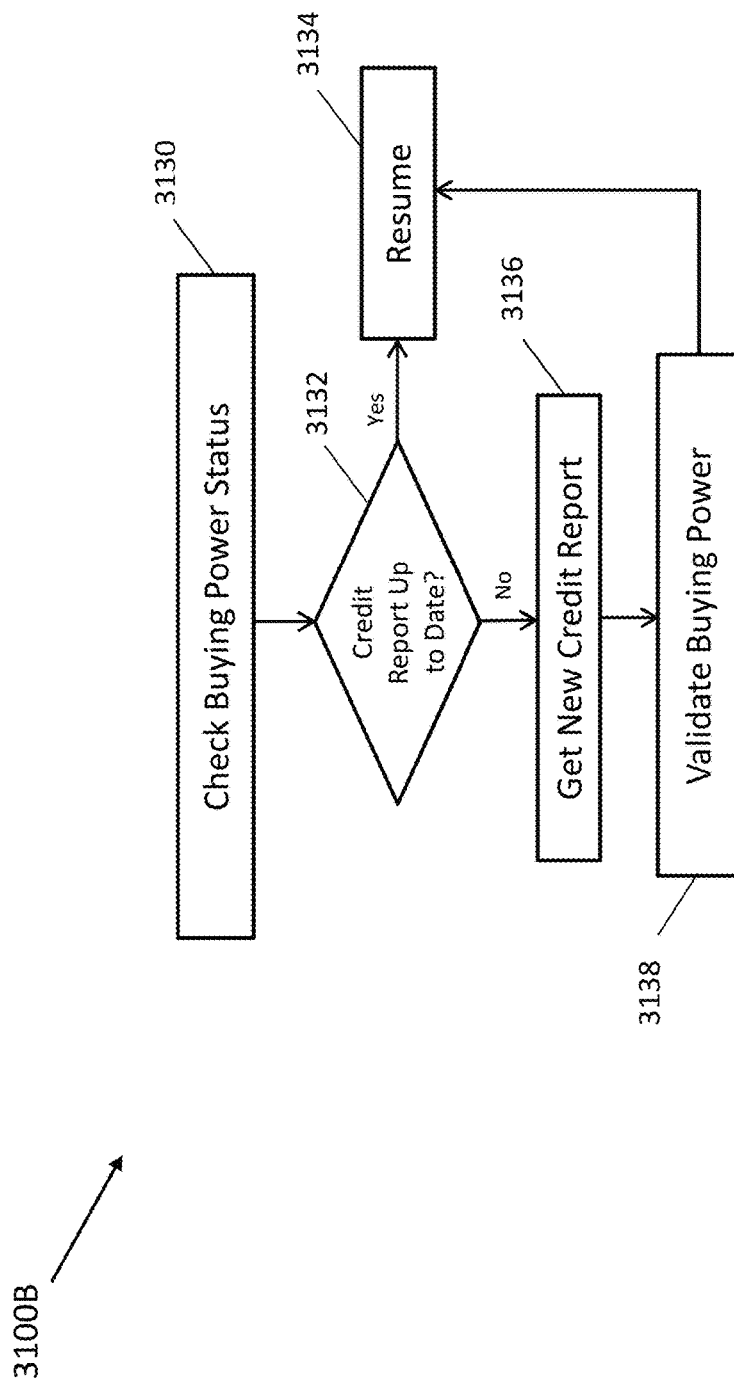 3100B
3130
Check Buying Power Status
3132
Credit
Report Up
to Date?
Yes
3134
Resume
No
3136
Get New Credit Report
3138
Validate Buying Power